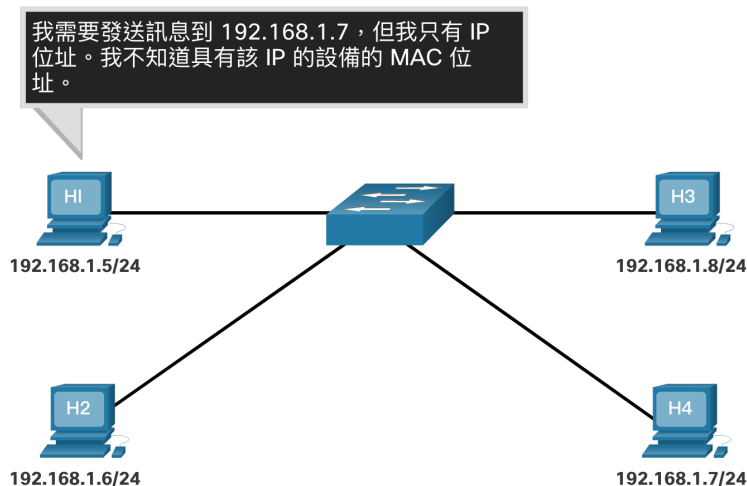 我需要發送訊息到 192.168.1.7，但我只有 IP
位址。我不知道具有該 IP 的設備的 MAC 位
址。
HI
H3
192.168.1.5/24
192.168.1.8/24
H2
H4
192.168.1.6/24
192.168.1.7/24